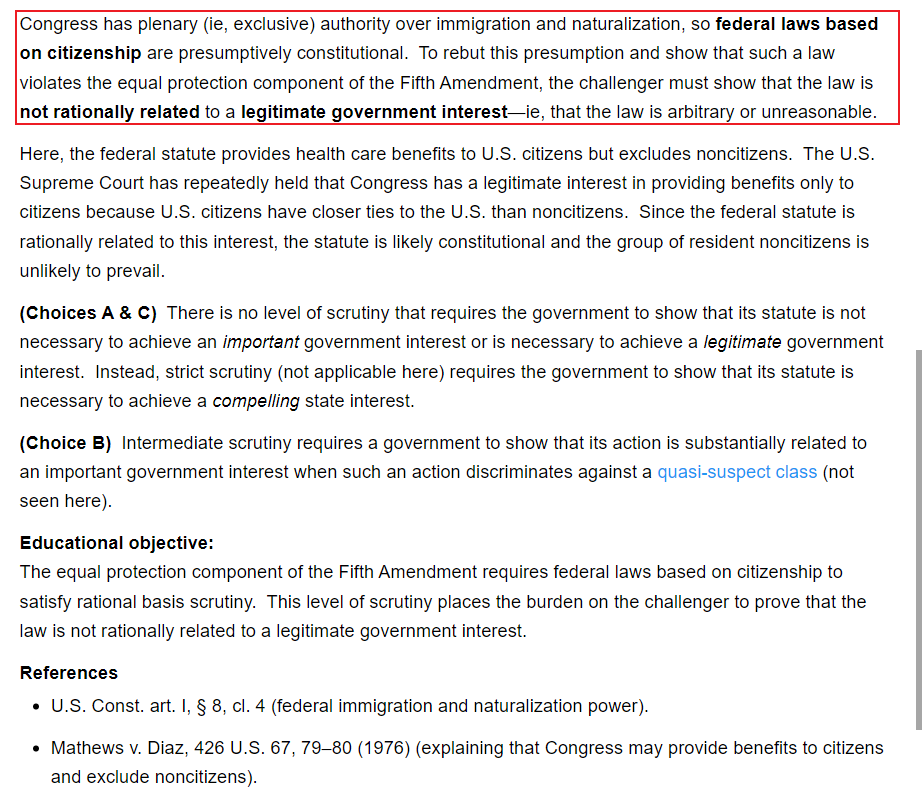 Congress has plenary (ie, exclusive) authority over immigration and naturalization, so federal laws based
on citizenship are presumptively constitutional.  To rebut this presumption and show that such a law
violates the equal protection component of the Fifth Amendment, the challenger must show that the law is
not rationally related to a legitimate government interest—ie, that the law is arbitrary or unreasonable.
Here, the federal statute provides health care benefits to U.S. citizens but excludes noncitizens.  The U.S.
Supreme Court has repeatedly held that Congress has a legitimate interest in providing benefits only to
citizens because U.S. citizens have closer ties to the U.S. than noncitizens.  Since the federal statute is
rationally related to this interest, the statute is likely constitutional and the group of resident noncitizens is
unlikely to prevail.
(Choices A & C)  There is no level of scrutiny that requires the government to show that its statute is not
necessary to achieve an important government interest or is necessary to achieve a legitimate government
interest.  Instead, strict scrutiny (not applicable here) requires the government to show that its statute is
necessary to achieve a compelling state interest.
(Choice B)  Intermediate scrutiny requires a government to show that its action is substantially related to
an important government interest when such an action discriminates against a quasi-suspect class (not
seen here).
Educational objective:
The equal protection component of the Fifth Amendment requires federal laws based on citizenship to
satisfy rational basis scrutiny.  This level of scrutiny places the burden on the challenger to prove that the
law is not rationally related to a legitimate government interest.
References
• U.S. Const. art. I, § 8, cl. 4 (federal immigration and naturalization power).
• Mathews v. Diaz, 426 U.S. 67, 79–80 (1976) (explaining that Congress may provide benefits to citizens
and exclude noncitizens).